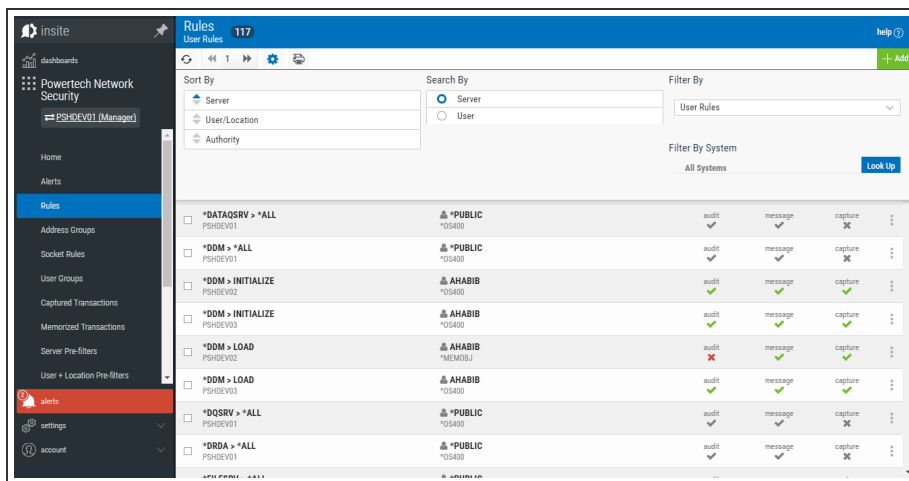 insite
dashboards
Powertech Network
Security
PSHDEV01 (Manager)
Home
Alerts
Rules
Address Groups
Socket Rules
User Groups
Captured Transactions
Memorized Transactions
Server Pre-filters
User + Location Pre-filters
2
alerts
settings
account
Rules 117
User Rules
help ?
1
+ Add
Sort By
Server
User/Location
Authority
Search By
Server
User
Filter By
User Rules
Filter By System
All Systems
Look Up
*DATAQSRV > *ALL *PUBLIC audit message capture
PSHDEV01 *OS400
*DDM > *ALL *PUBLIC audit message capture
PSHDEV01 *OS400
*DDM > INITIALIZE AHABIB audit message capture
PSHDEV02 *OS400
*DDM > INITIALIZE AHABIB audit message capture
PSHDEV03 *OS400
*DDM > LOAD AHABIB audit message capture
PSHDEV02 *MEMOBJ
*DDM > LOAD AHABIB audit message capture
PSHDEV03 *OS400
*DQSRV > *ALL *PUBLIC audit message capture
PSHDEV01 *OS400
*DRDA > *ALL *PUBLIC audit message capture
PSHDEV01 *OS400